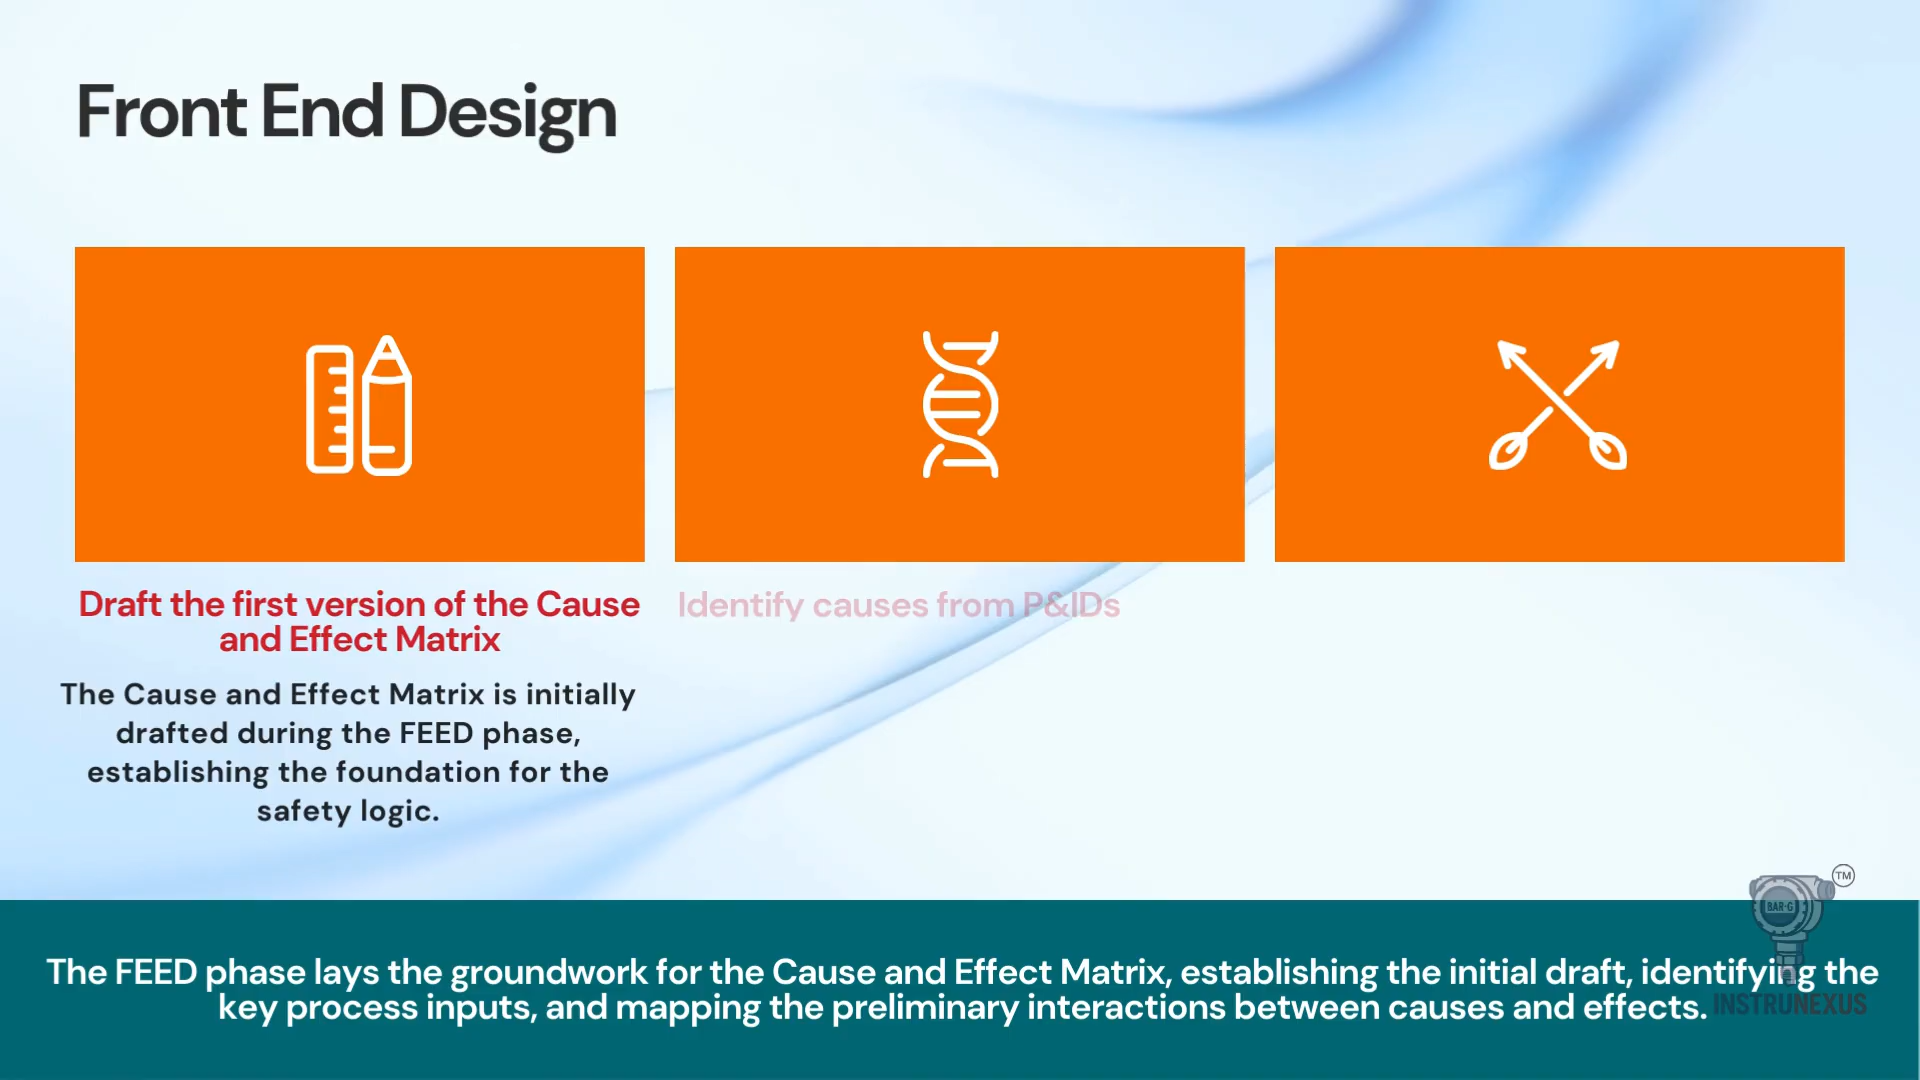 Front End Design
Draft the first version of the Cause
and Effect Matrix
The Cause and Effect Matrix is initially
drafted during the FEED phase,
establishing the foundation for the
safety logic.
Identify causes from P&IDs
TM
BAR-G
The FEED phase lays the groundwork for the Cause and Effect Matrix, establishing the initial draft, identifying the
key process inputs, and mapping the preliminary interactions between causes and effects.
INSTRUNEXUS